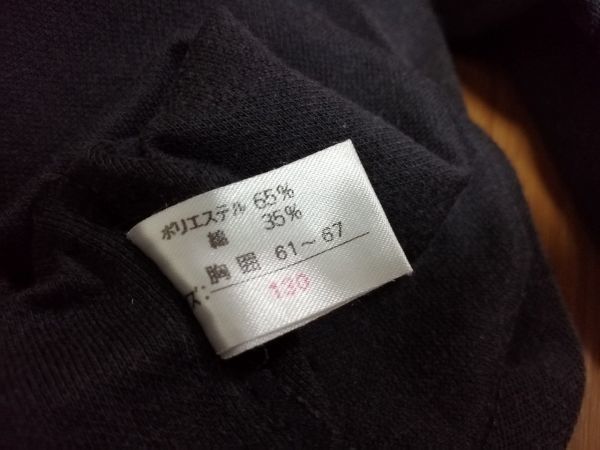 ポリエステル 65%
綿 35%
胸囲 61～67
ズ: 130